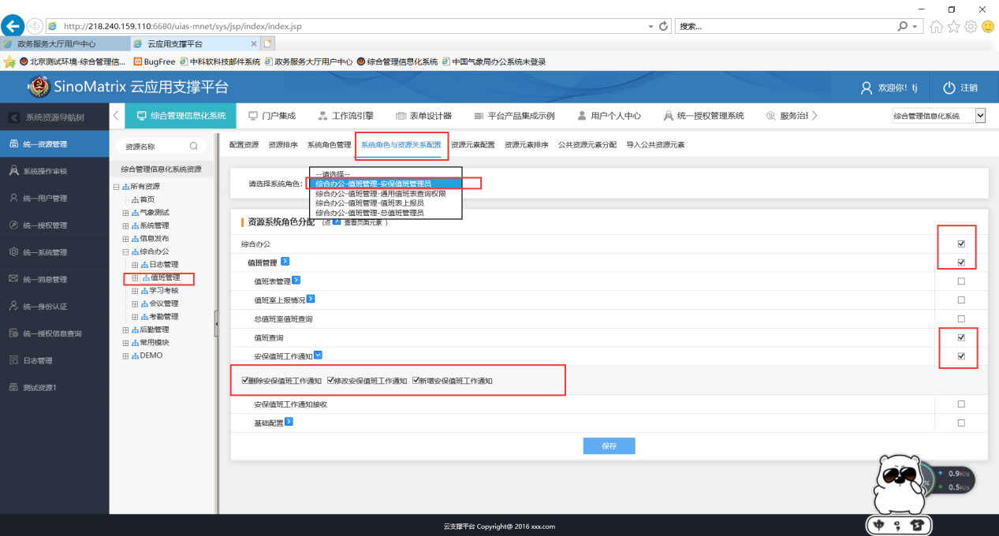 http://218.240.159.110:6680/uias-mnet/sys/jsp/index/index.jsp
搜索...
政务服务大厅用户中心
云应用支撑平台
北京测试环境-综合管理信...
BugFree
中科软科技邮件系统
政务服务大厅用户中心
综合管理信息化系统
中国气象局办公系统未登录
SinoMatrix 云应用支撑平台
欢迎你! tj
注销
系统资源导航树
综合管理信息化系统
门户集成
工作流引擎
表单设计器
平台产品集成示例
用户个人中心
统一授权管理系统
服务治
综合管理信息化系统
统一资源管理
系统操作审核
统一用户管理
统一授权管理
统一系统管理
统一消息管理
统一身份认证
统一授权信息查询
日志管理
测试资源1
资源名称
综合管理信息化系统资源
所有资源
首页
气象测试
系统管理
信息发布
综合办公
日志管理
值班管理
学习考核
会议管理
考勤管理
后勤管理
常用模块
DEMO
配置资源
资源排序
系统角色管理
系统角色与资源关系配置
资源元素配置
资源元素排序
公共资源元素分配
导入公共资源元素
请选择系统角色:
--请选择--
综合办公-值班管理-安保值班管理员
综合办公-值班管理-通用值班表查询权限
综合办公-值班管理-值班表上报员
综合办公-值班管理-总值班管理员
资源系统角色分配 (点 查看页面元素 )
综合办公
值班管理
值班表管理
值班室上报情况
总值班室值班查询
值班查询
安保值班工作通知
删除安保值班工作通知 修改安保值班工作通知 新增安保值班工作通知
安保值班工作通知接收
基础配置
保存
0.9K/s
0.5K/s
云支撑平台 Copyright@ 2016 xxx.com
中